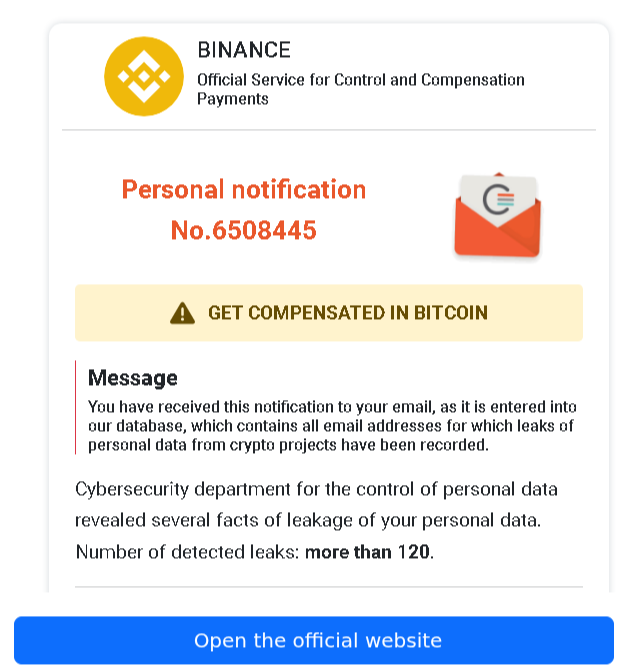 BINANCE
Official Service for Control and Compensation
Payments
Personal notification
No.6508445
GET COMPENSATED IN BITCOIN
Message
You have received this notification to your email, as it is entered into
our database, which contains all email addresses for which leaks of
personal data from crypto projects have been recorded.
Cybersecurity department for the control of personal data
revealed several facts of leakage of your personal data.
Number of detected leaks: more than 120.
Open the official website